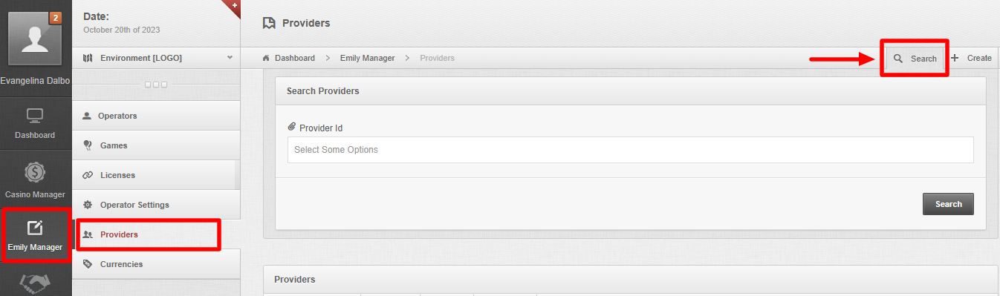 2
Evangelina Dalbo
Dashboard
Casino Manager
Emily Manager
Date:
October 20th of 2023
Environment [LOGO]
Operators
Games
Licenses
Operator Settings
Providers
Currencies
Providers
Dashboard > Emily Manager > Providers
Search + Create
Search Providers
Provider Id
Select Some Options
Search
Providers